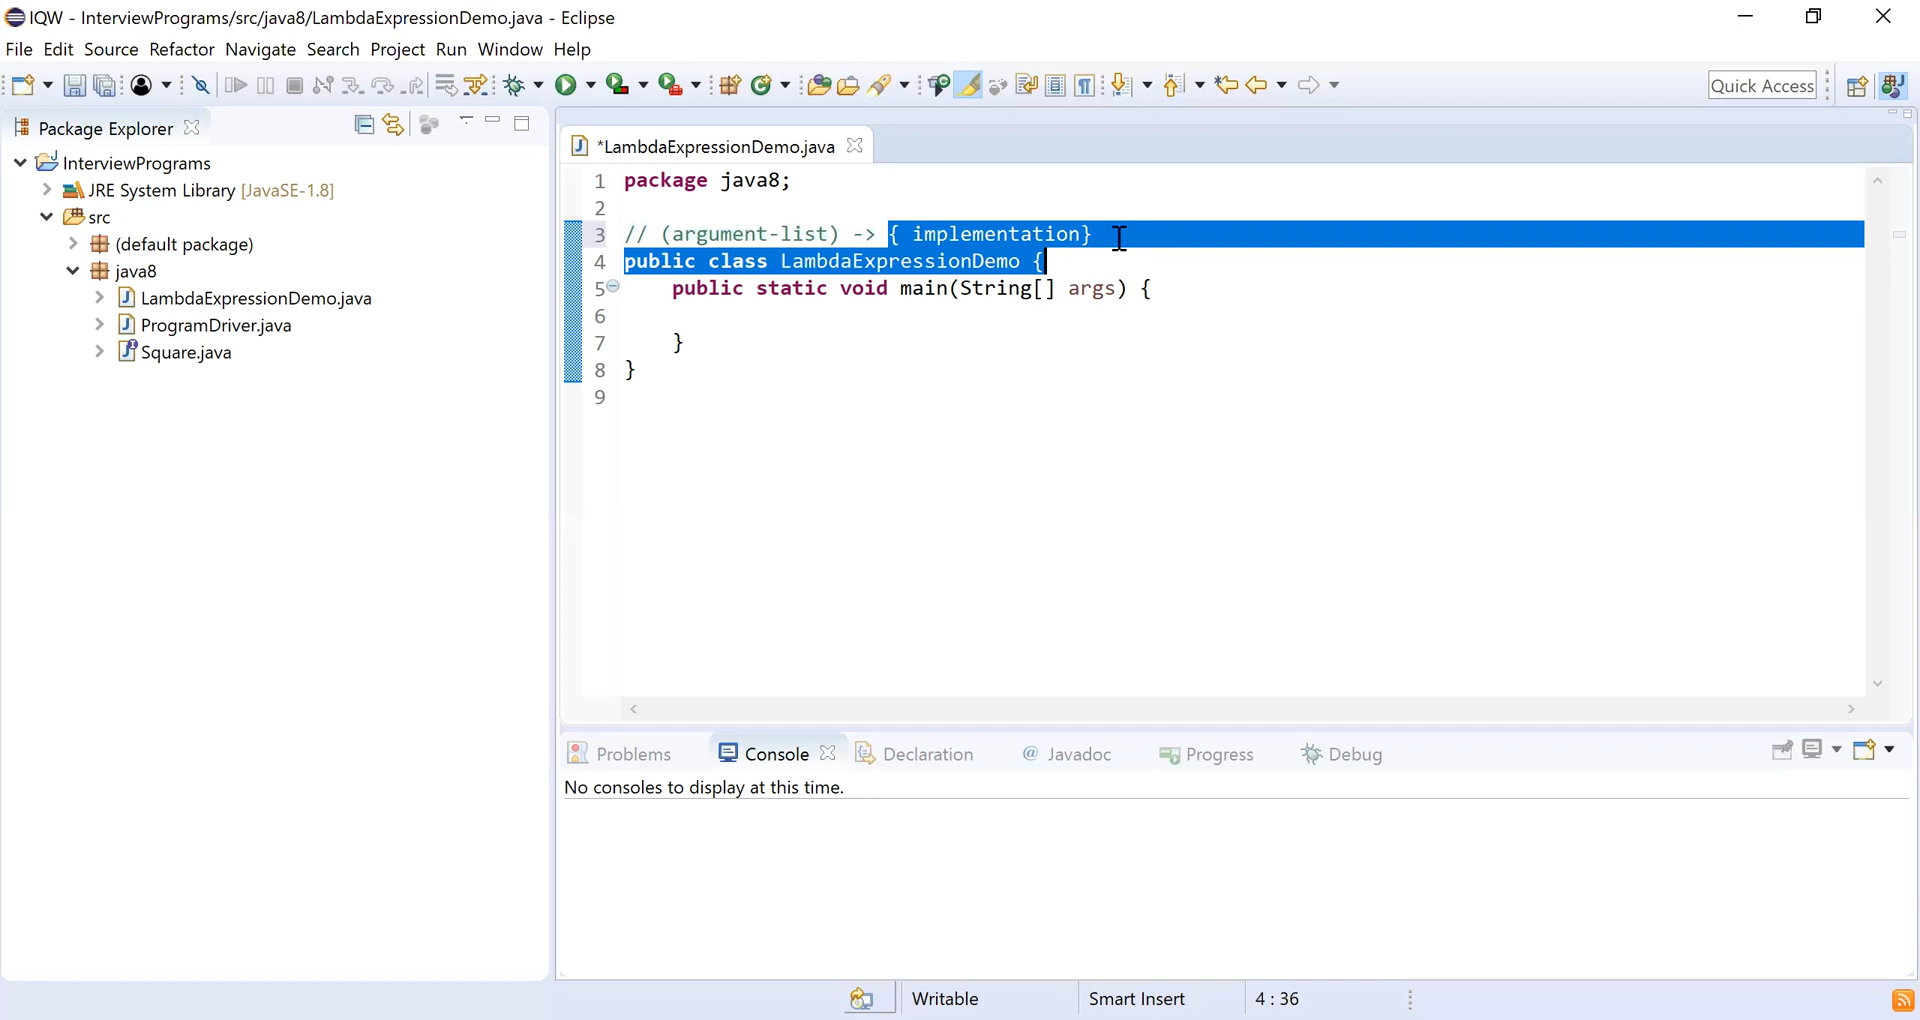 IQW - InterviewPrograms/src/java8/LambdaExpressionDemo.java - Eclipse
File Edit Source Refactor Navigate Search Project Run Window Help
Quick Access
Package Explorer
InterviewPrograms
JRE System Library [JavaSE-1.8]
src
(default package)
java8
LambdaExpressionDemo.java
ProgramDriver.java
Square.java
*LambdaExpressionDemo.java
1 package java8;
2
3 // (argument-list) -> { implementation}
4 public class LambdaExpressionDemo {
5 public static void main(String[] args) {
6
7 }
8 }
9
Problems Console Declaration @ Javadoc Progress Debug
No consoles to display at this time.
Writable Smart Insert 4 : 36